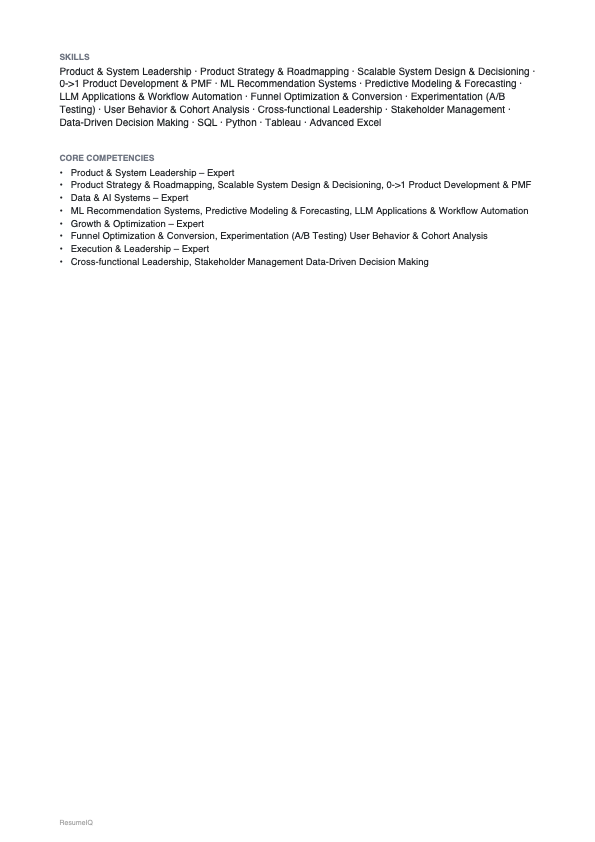 SKILLS
Product & System Leadership · Product Strategy & Roadmapping · Scalable System Design & Decisioning ·
0->1 Product Development & PMF · ML Recommendation Systems · Predictive Modeling & Forecasting ·
LLM Applications & Workflow Automation · Funnel Optimization & Conversion · Experimentation (A/B
Testing) · User Behavior & Cohort Analysis · Cross-functional Leadership · Stakeholder Management ·
Data-Driven Decision Making · SQL · Python · Tableau · Advanced Excel
CORE COMPETENCIES
• Product & System Leadership – Expert
• Product Strategy & Roadmapping, Scalable System Design & Decisioning, 0->1 Product Development & PMF
• Data & AI Systems – Expert
• ML Recommendation Systems, Predictive Modeling & Forecasting, LLM Applications & Workflow Automation
• Growth & Optimization – Expert
• Funnel Optimization & Conversion, Experimentation (A/B Testing) User Behavior & Cohort Analysis
• Execution & Leadership – Expert
• Cross-functional Leadership, Stakeholder Management Data-Driven Decision Making
ResumeIQ